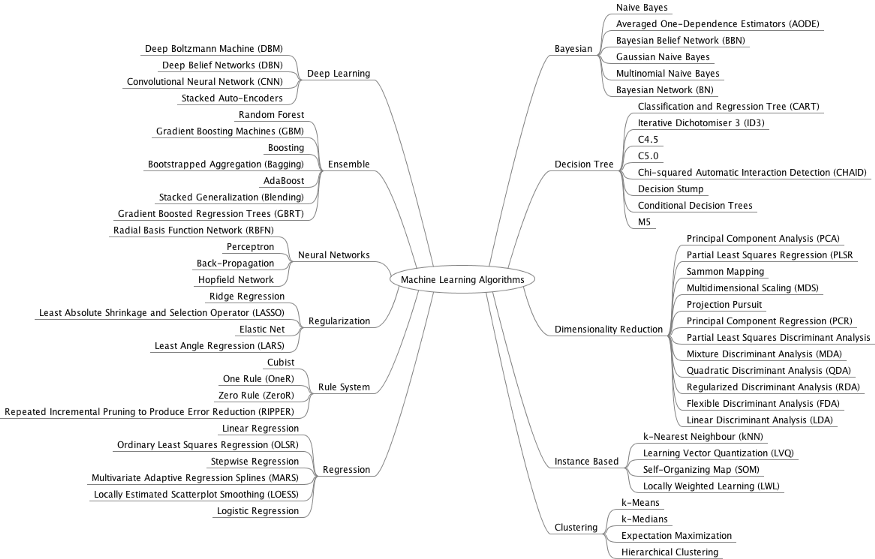 Machine Learning Algorithms
Deep Learning
Deep Boltzmann Machine (DBM)
Deep Belief Networks (DBN)
Convolutional Neural Network (CNN)
Stacked Auto-Encoders
Ensemble
Random Forest
Gradient Boosting Machines (GBM)
Boosting
Bootstrapped Aggregation (Bagging)
AdaBoost
Stacked Generalization (Blending)
Gradient Boosted Regression Trees (GBRT)
Neural Networks
Radial Basis Function Network (RBFN)
Perceptron
Back-Propagation
Hopfield Network
Regularization
Ridge Regression
Least Absolute Shrinkage and Selection Operator (LASSO)
Elastic Net
Least Angle Regression (LARS)
Rule System
Cubist
One Rule (OneR)
Zero Rule (ZeroR)
Repeated Incremental Pruning to Produce Error Reduction (RIPPER)
Regression
Linear Regression
Ordinary Least Squares Regression (OLSR)
Stepwise Regression
Multivariate Adaptive Regression Splines (MARS)
Locally Estimated Scatterplot Smoothing (LOESS)
Logistic Regression
Bayesian
Naive Bayes
Averaged One-Dependence Estimators (AODE)
Bayesian Belief Network (BBN)
Gaussian Naive Bayes
Multinomial Naive Bayes
Bayesian Network (BN)
Decision Tree
Classification and Regression Tree (CART)
Iterative Dichotomiser 3 (ID3)
C4.5
C5.0
Chi-squared Automatic Interaction Detection (CHAID)
Decision Stump
Conditional Decision Trees
M5
Dimensionality Reduction
Principal Component Analysis (PCA)
Partial Least Squares Regression (PLSR
Sammon Mapping
Multidimensional Scaling (MDS)
Projection Pursuit
Principal Component Regression (PCR)
Partial Least Squares Discriminant Analysis
Mixture Discriminant Analysis (MDA)
Quadratic Discriminant Analysis (QDA)
Regularized Discriminant Analysis (RDA)
Flexible Discriminant Analysis (FDA)
Linear Discriminant Analysis (LDA)
Instance Based
k-Nearest Neighbour (kNN)
Learning Vector Quantization (LVQ)
Self-Organizing Map (SOM)
Locally Weighted Learning (LWL)
Clustering
k-Means
k-Medians
Expectation Maximization
Hierarchical Clustering